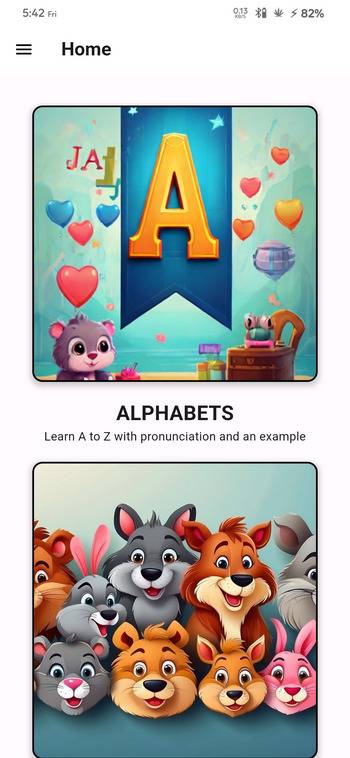 5:42 Fri
0.13
KB/S
82%
Home
JA
A
ALPHABETS
Learn A to Z with pronunciation and an example